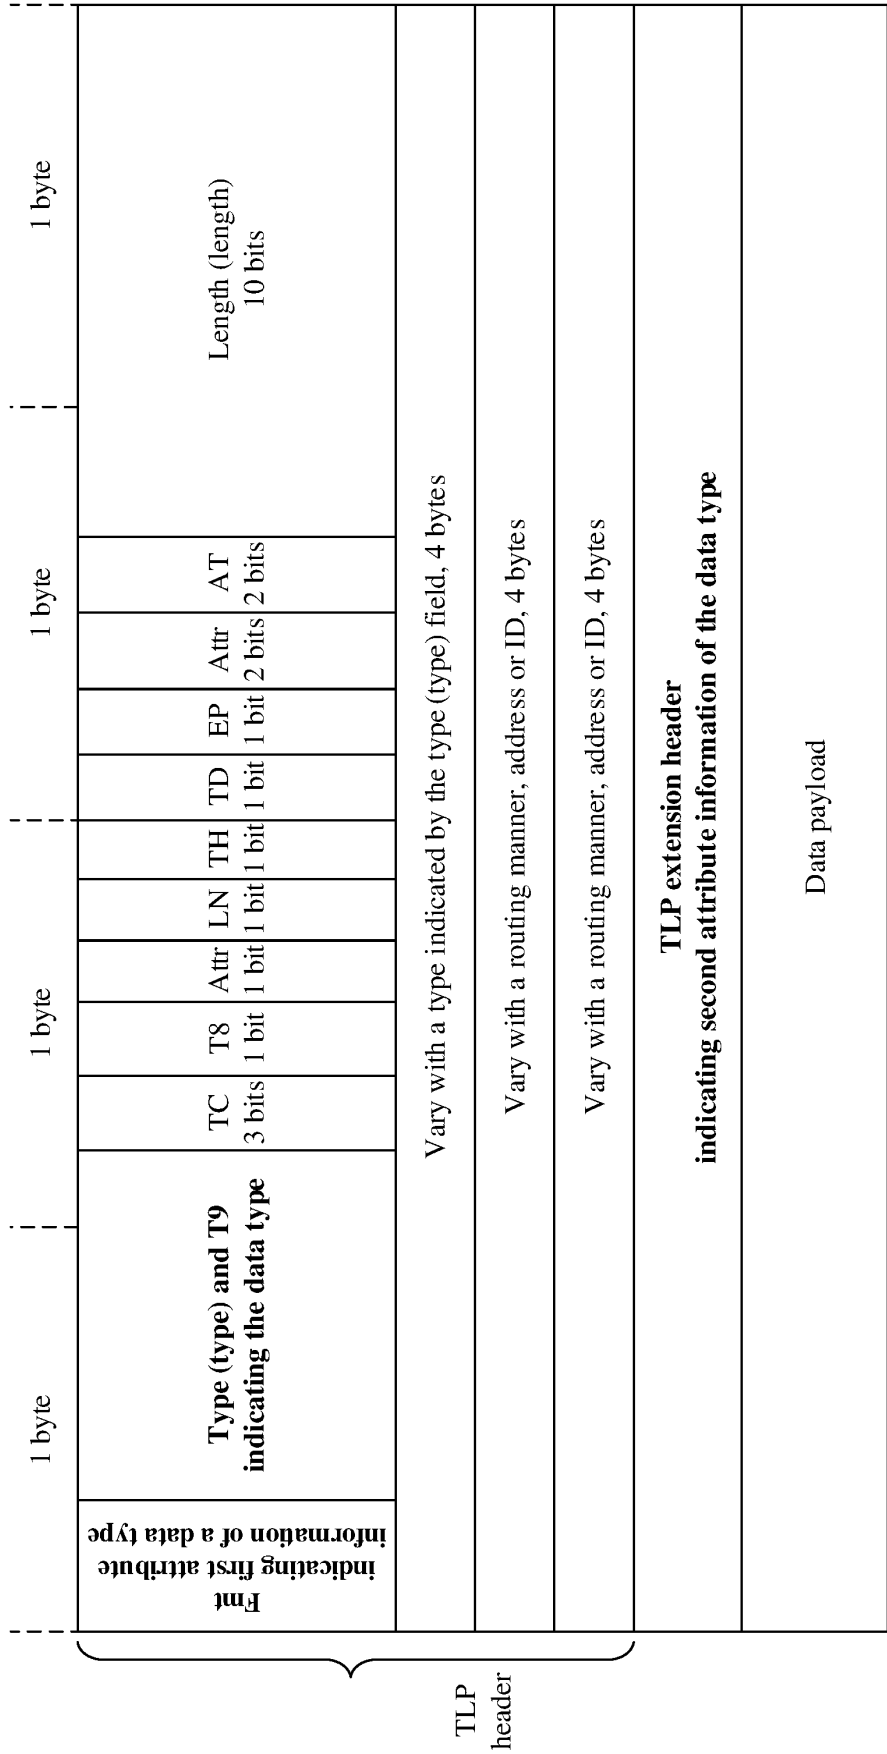 1 byte
1 byte
1 byte
1 byte
Fmt
indicating first attribute
information of a data type
Type (type) and T9
indicating the data type
TC
3 bits
T8
1 bit
Attr
1 bit
LN
1 bit
TH
1 bit
TD
1 bit
EP
1 bit
Attr
2 bits
AT
2 bits
Length (length)
10 bits
TLP
header
Vary with a type indicated by the type (type) field, 4 bytes
Vary with a routing manner, address or ID, 4 bytes
Vary with a routing manner, address or ID, 4 bytes
TLP extension header
indicating second attribute information of the data type
Data payload